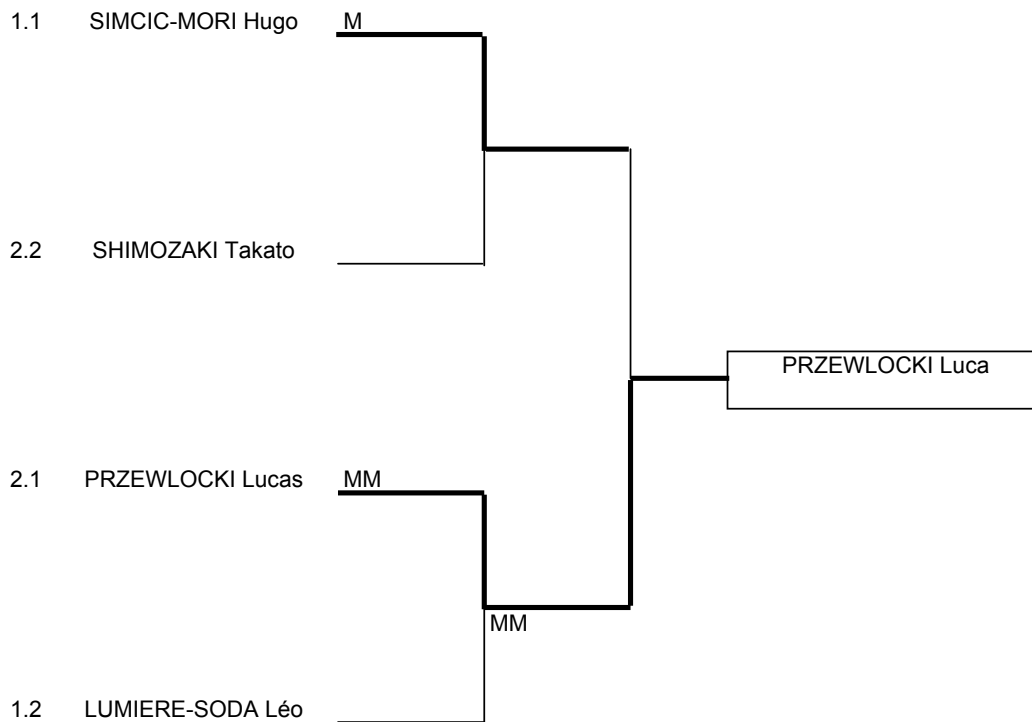 1.1 SIMCIC-MORI Hugo M
2.2 SHIMOZAKI Takato
PRZEWLOCKI Luca
2.1 PRZEWLOCKI Lucas MM
MM
1.2 LUMIERE-SODA Léo